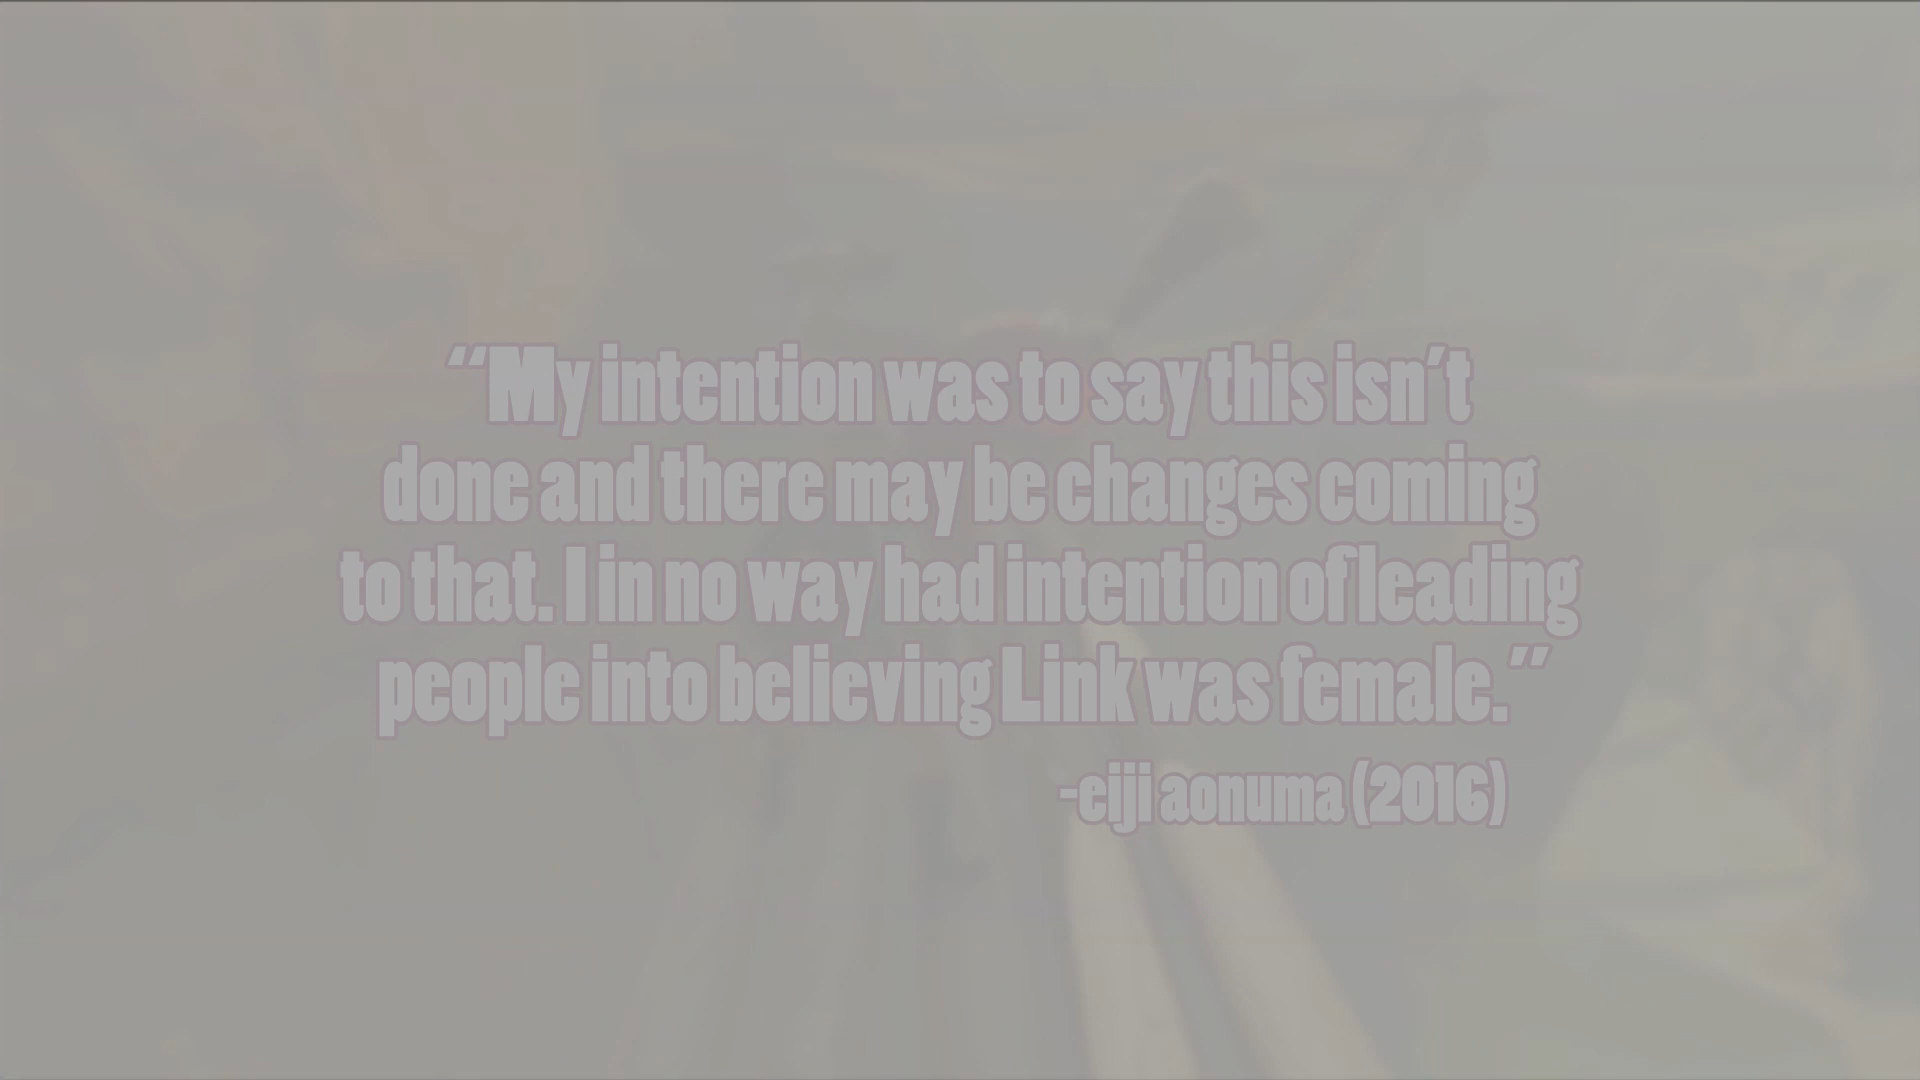 “My intention was to say this isn’t
done and there may be changes coming
to that. I in no way had intention of leading
people into believing Link was female.”
-eiji aonuma (2016)